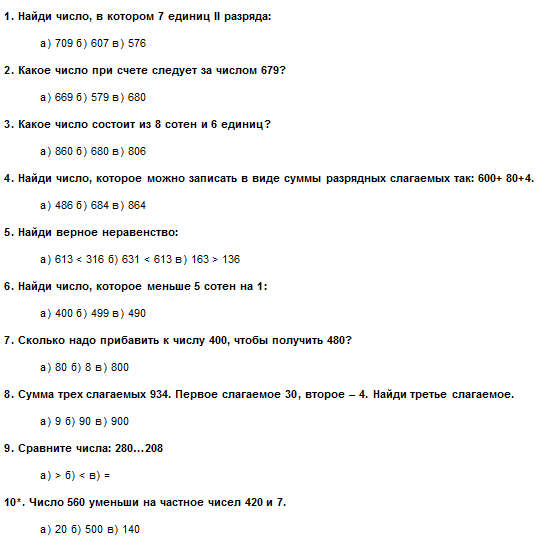 1. Найди число, в котором 7 единиц II разряда:
а) 709 б) 607 в) 576
2. Какое число при счете следует за числом 679?
а) 669 б) 579 в) 680
3. Какое число состоит из 8 сотен и 6 единиц?
а) 860 б) 680 в) 806
4. Найди число, которое можно записать в виде суммы разрядных слагаемых так: 600+ 80+4.
а) 486 б) 684 в) 864
5. Найди верное неравенство:
а) 613 < 316 б) 631 < 613 в) 163 > 136
6. Найди число, которое меньше 5 сотен на 1:
а) 400 б) 499 в) 490
7. Сколько надо прибавить к числу 400, чтобы получить 480?
а) 80 б) 8 в) 800
8. Сумма трех слагаемых 934. Первое слагаемое 30, второе – 4. Найди третье слагаемое.
а) 9 б) 90 в) 900
9. Сравните числа: 280…208
а) > б) < в) =
10*. Число 560 уменьши на частное чисел 420 и 7.
а) 20 б) 500 в) 140